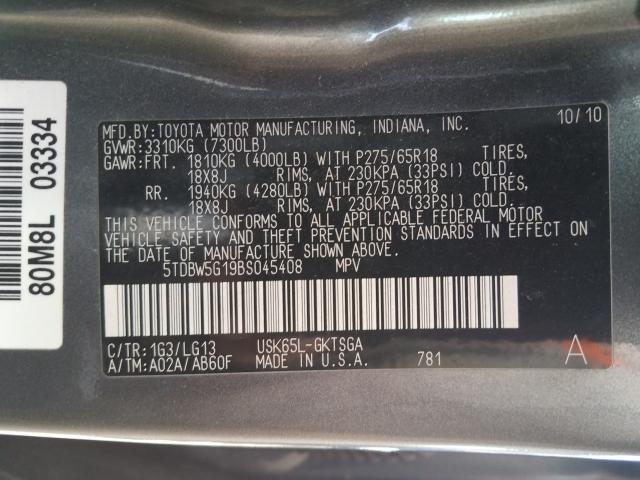 80M8L 03334
MFD.BY:TOYOTA MOTOR MANUFACTURING, INDIANA, INC. 10/10
GVWR:3310KG (7300LB)
GAWR:FRT. 1810KG (4000LB) WITH P275/65R18 TIRES,
18X8J RIMS, AT 230KPA (33PSI) COLD.
RR. 1940KG (4280LB) WITH P275/65R18 TIRES,
18X8J RIMS, AT 230KPA (33PSI) COLD.
THIS VEHICLE CONFORMS TO ALL APPLICABLE FEDERAL MOTOR
VEHICLE SAFETY AND THEFT PREVENTION STANDARDS IN EFFECT ON
THE DATE OF MANUFACTURE SHOWN ABOVE.
5TDBW5G19BS045408 MPV
C/TR:1G3/LG13 USK65L-GKTSGA
A/TM:A02A/AB60F MADE IN U.S.A. 781 A